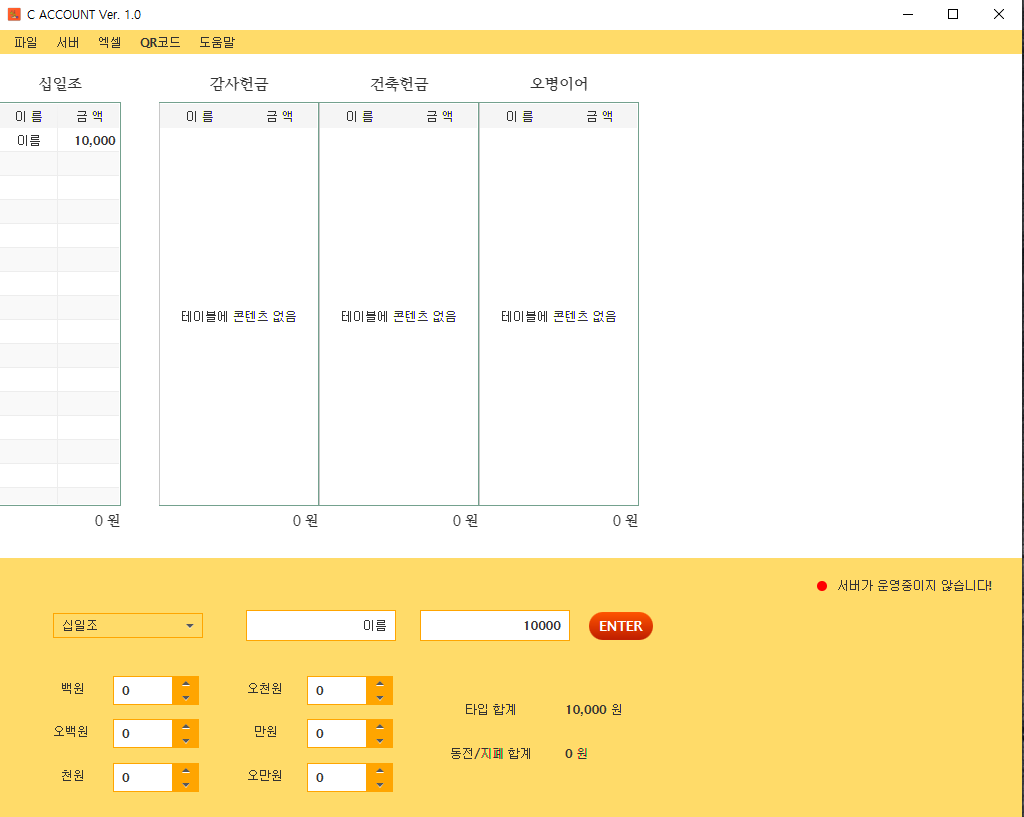 C ACCOUNT Ver. 1.0
파일 서버 엑셀 QR코드 도움말
십일조 감사헌금 건축헌금 오병이어
이 름 금 액 이 름 금 액 이 름 금 액 이 름 금 액
이름 10,000
테이블에 콘텐츠 없음 테이블에 콘텐츠 없음 테이블에 콘텐츠 없음
0 원 0 원 0 원 0 원
서버가 운영중이지 않습니다!
십일조 이름 10000 ENTER
백원 0 오천원 0
타입 합계 10,000 원
오백원 0 만원 0
동전/지폐 합계 0 원
천원 0 오만원 0